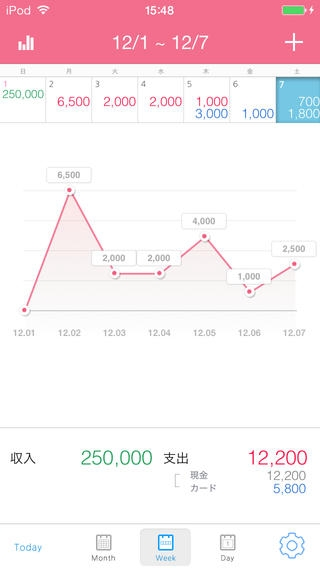 iPod 15:48
12/1 ~ 12/7
日 月 火 水 木 金 土
1 2 3 4 5 6 7
250,000 6,500 2,000 2,000 1,000 700
3,000 1,000 1,800
6,500
4,000
2,000 2,000 2,500
1,000
12.01 12.02 12.03 12.04 12.05 12.06 12.07
収入 250,000 支出 12,200
現金 12,200
カード 5,800
Today Month Week Day